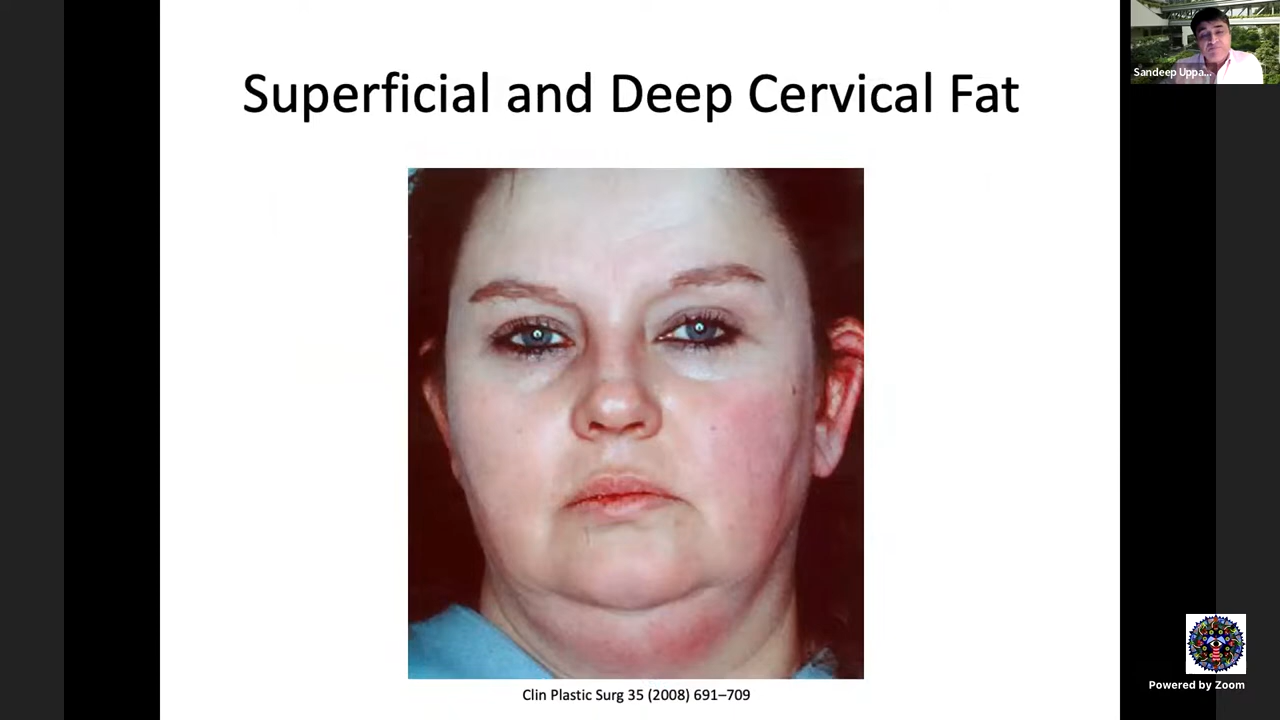 Superficial and Deep Cervical Fat
Sandeep Uppa...
Clin Plastic Surg 35 (2008) 691–709
Powered by Zoom